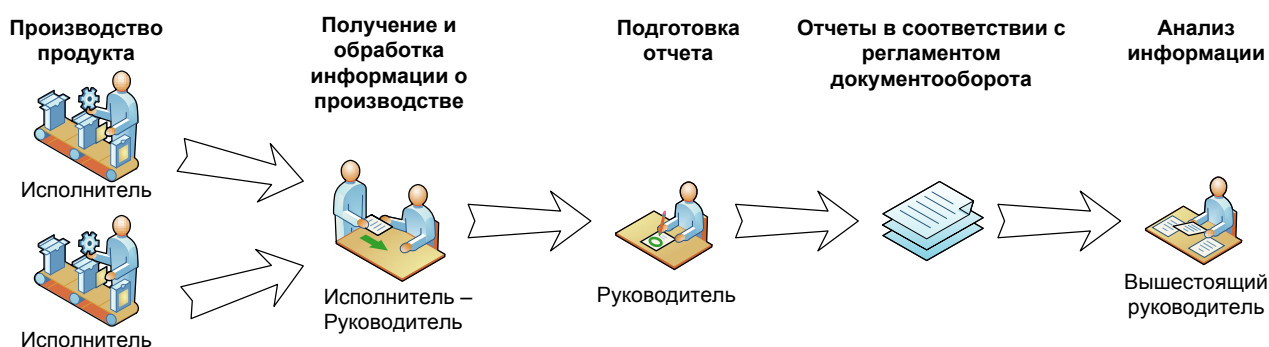 Производство
продукта
Получение и
обработка
информации о
производстве
Подготовка
отчета
Отчеты в соответствии с
регламентом
документооборота
Анализ
информации
Исполнитель
Исполнитель
Исполнитель –
Руководитель
Руководитель
Вышестоящий
руководитель